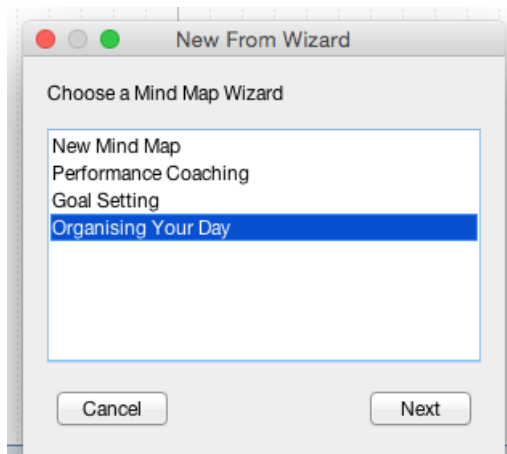 New From Wizard
Choose a Mind Map Wizard
New Mind Map
Performance Coaching
Goal Setting
Organising Your Day
Cancel Next